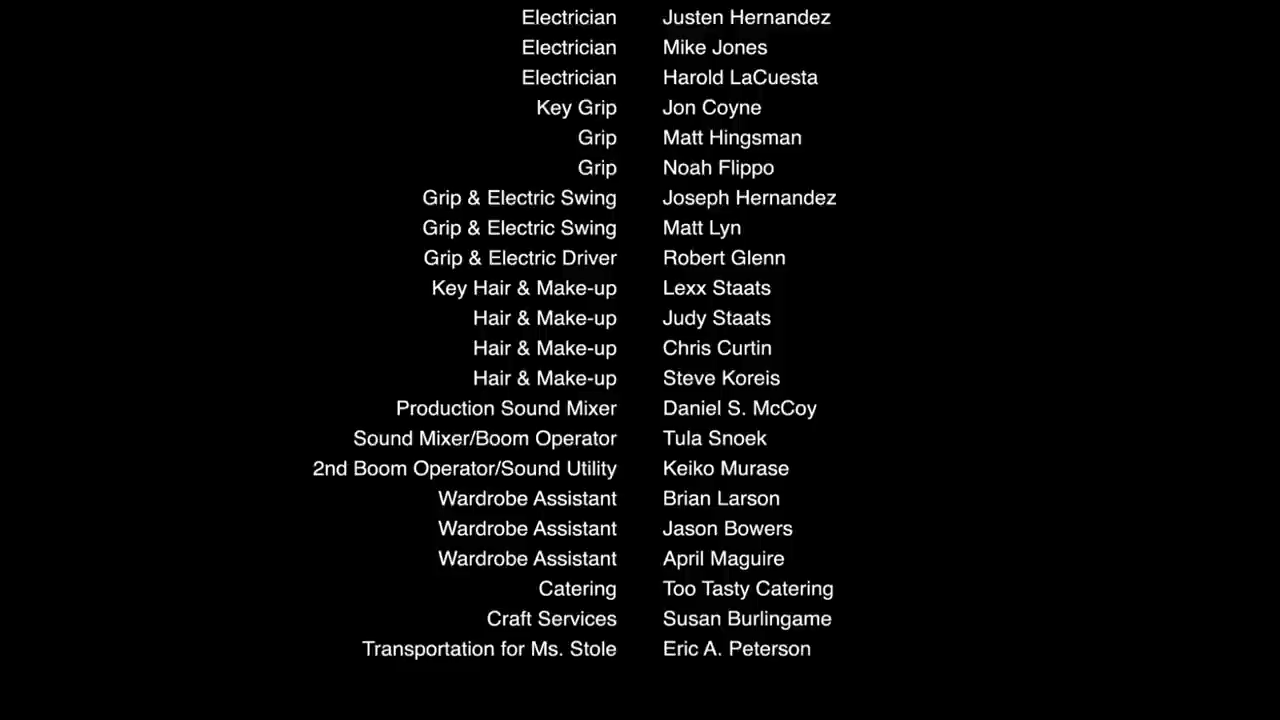 Electrician Justen Hernandez
Electrician Mike Jones
Electrician Harold LaCuesta
Key Grip Jon Coyne
Grip Matt Hingsman
Grip Noah Flippo
Grip & Electric Swing Joseph Hernandez
Grip & Electric Swing Matt Lyn
Grip & Electric Driver Robert Glenn
Key Hair & Make-up Lexx Staats
Hair & Make-up Judy Staats
Hair & Make-up Chris Curtin
Hair & Make-up Steve Koreis
Production Sound Mixer Daniel S. McCoy
Sound Mixer/Boom Operator Tula Snoek
2nd Boom Operator/Sound Utility Keiko Murase
Wardrobe Assistant Brian Larson
Wardrobe Assistant Jason Bowers
Wardrobe Assistant April Maguire
Catering Too Tasty Catering
Craft Services Susan Burlingame
Transportation for Ms. Stole Eric A. Peterson